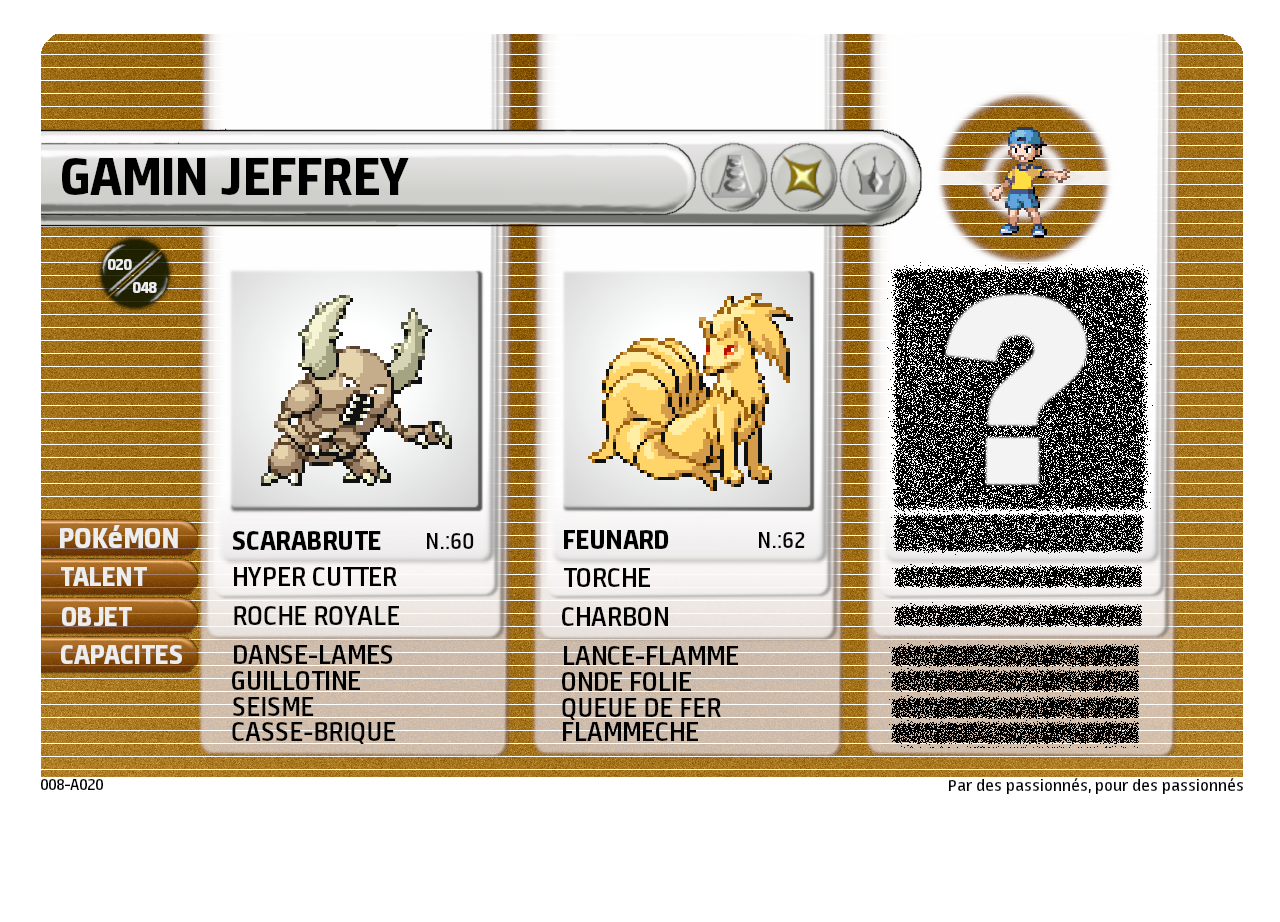 GAMIN JEFFREY
020
048
?
POKéMON
SCARABRUTE N.:60
FEUNARD N.:62
TALENT
HYPER CUTTER
TORCHE
OBJET
ROCHE ROYALE
CHARBON
CAPACITES
DANSE-LAMES
GUILLOTINE
SEISME
CASSE-BRIQUE
LANCE-FLAMME
ONDE FOLIE
QUEUE DE FER
FLAMMECHE
008-A020
Par des passionnés, pour des passionnés